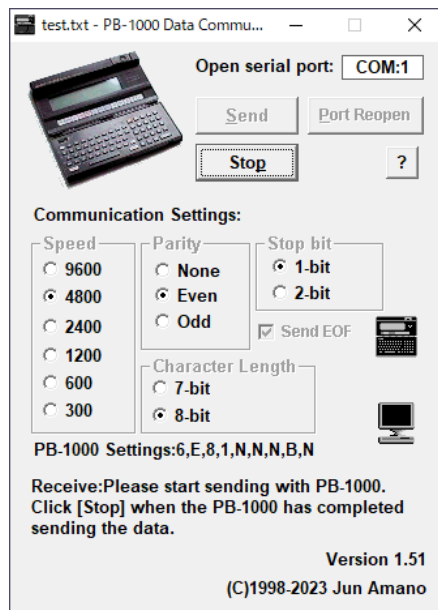 test.txt - PB-1000 Data Commu...
Open serial port: COM:1
Send Port Reopen
Stop ?
Communication Settings:
Speed Parity Stop bit
9600 None 1-bit
4800 Even 2-bit
2400 Odd Send EOF
1200
Character Length
600 7-bit
300 8-bit
PB-1000 Settings:6,E,8,1,N,N,N,B,N
Receive:Please start sending with PB-1000.
Click [Stop] when the PB-1000 has completed
sending the data.
Version 1.51
(C)1998-2023 Jun Amano